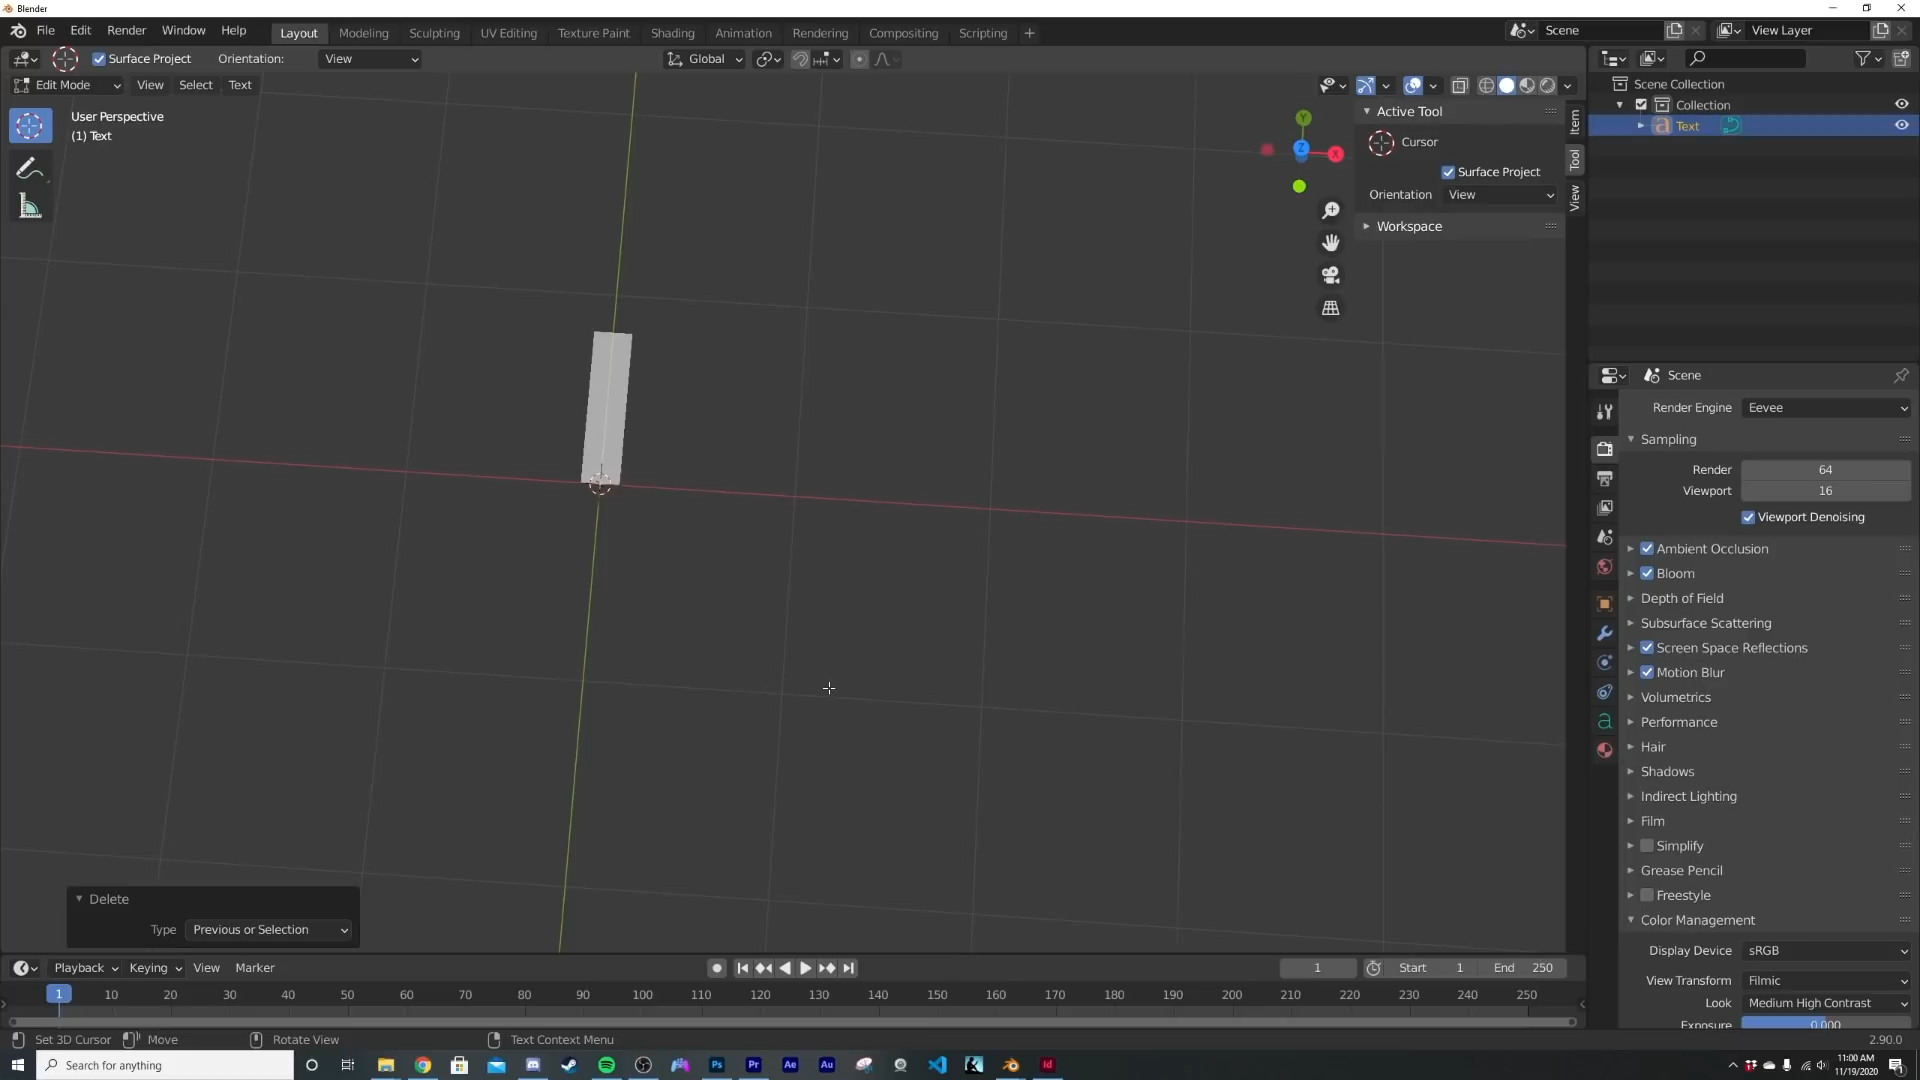 Blender
File Edit Render Window Help Layout Modeling Sculpting UV Editing Texture Paint Shading Animation Rendering Compositing Scripting + Scene View Layer
Surface Project Orientation: View Global
Edit Mode View Select Text
User Perspective
(1) Text
Y
Z
X
Active Tool
Cursor
Surface Project
Orientation View
Workspace
Item
Tool
View
Scene Collection
Collection
Text
Scene
Render Engine Eevee
Sampling
Render 64
Viewport 16
Viewport Denoising
Ambient Occlusion
Bloom
Depth of Field
Subsurface Scattering
Screen Space Reflections
Motion Blur
Volumetrics
Performance
Hair
Shadows
Indirect Lighting
Film
Simplify
Grease Pencil
Freestyle
Color Management
Display Device sRGB
View Transform Filmic
Look Medium High Contrast
Exposure 0.000
Delete
Type Previous or Selection
Playback Keying View Marker 1 Start 1 End 250
1 10 20 30 40 50 60 70 80 90 100 110 120 130 140 150 160 170 180 190 200 210 220 230 240 250
Set 3D Cursor Move Rotate View Text Context Menu 2.90.0
Search for anything Ps Pr Ae Au Id
11:00 AM
11/19/2020